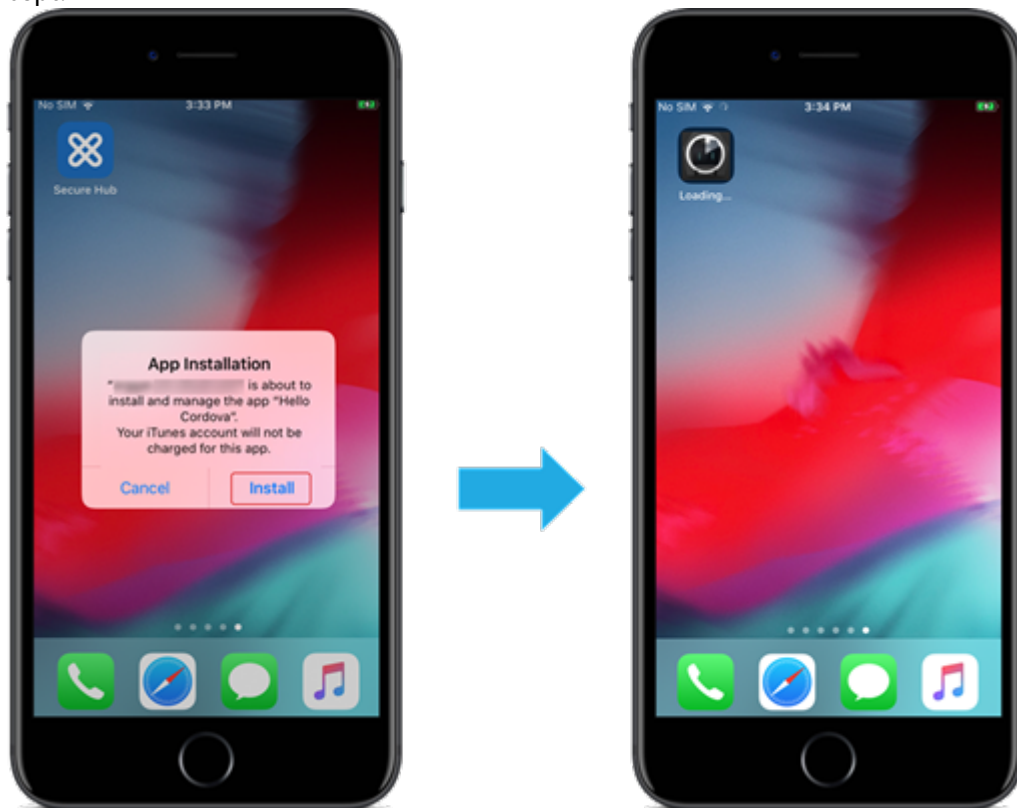 No SIM
3:33 PM
Secure Hub
App Installation
" " is about to
install and manage the app "Hello
Cordova".
Your iTunes account will not be
charged for this app.
Cancel
Install
No SIM
3:34 PM
Loading...